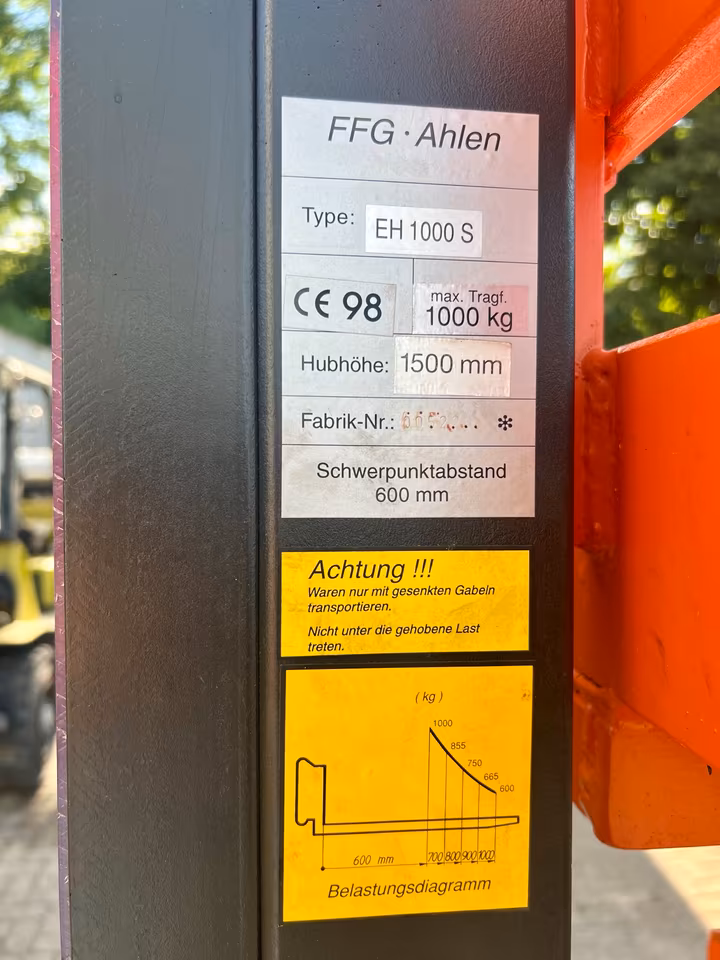 FFG · Ahlen
Type: EH 1000 S
CE 98
max. Tragf.
1000 kg
Hubhöhe: 1500 mm
Fabrik-Nr.: *
Schwerpunktabstand
600 mm
Achtung !!!
Waren nur mit gesenkten Gabeln
transportieren.
Nicht unter die gehobene Last
treten.
(kg)
1000
855
750
665
600
600 mm 700 800 900 1000
Belastungsdiagramm